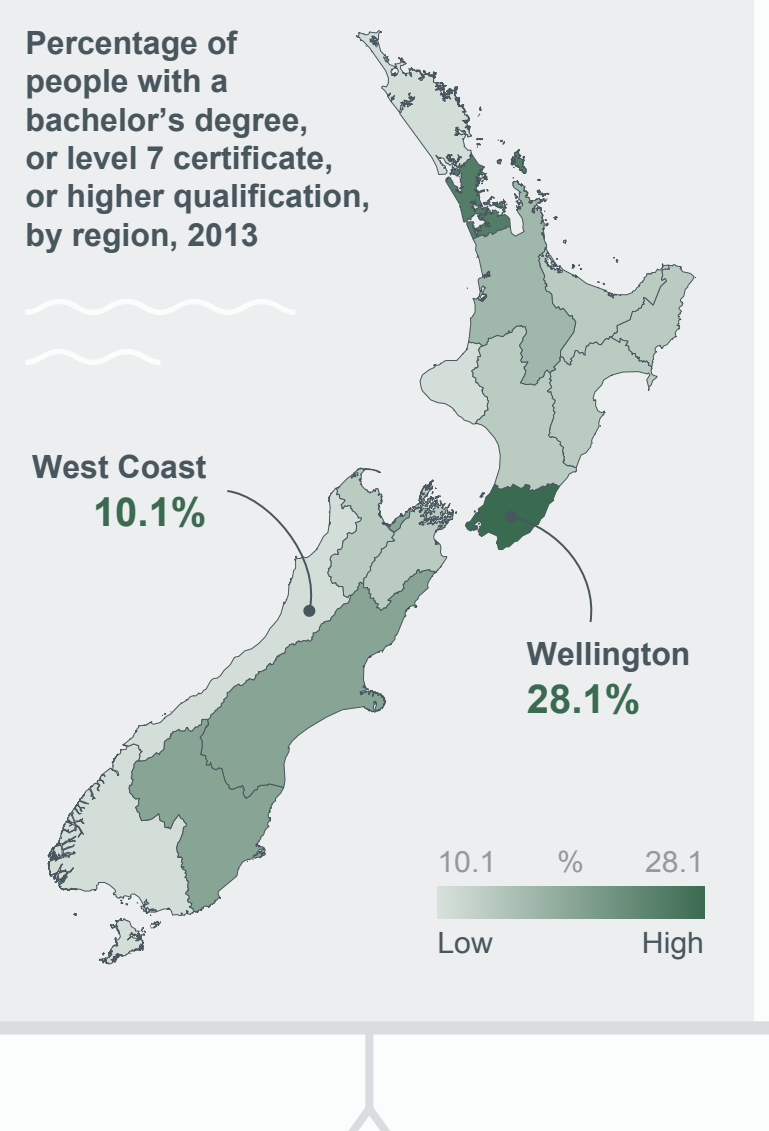 Percentage of
people with a
bachelor’s degree,
or level 7 certificate,
or higher qualification,
by region, 2013
West Coast
10.1%
Wellington
28.1%
10.1 % 28.1
Low High